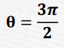 θ = 3π/2